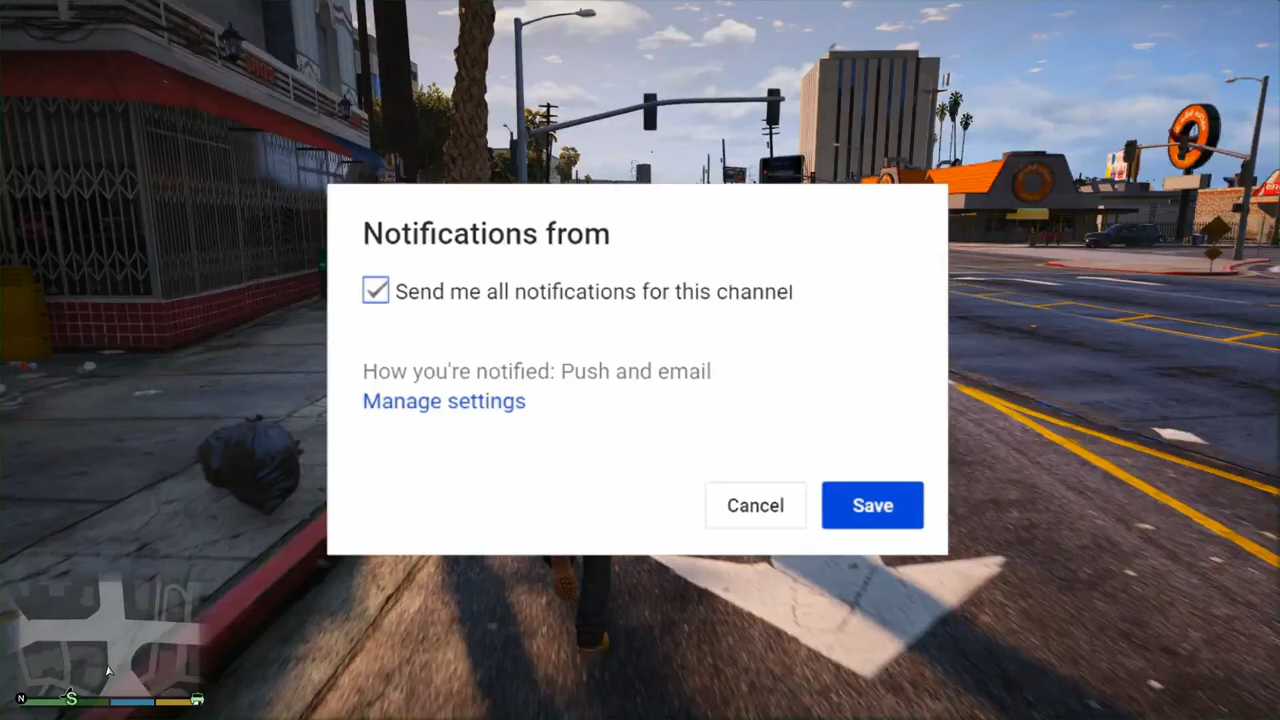 Notifications from
Send me all notifications for this channel
How you're notified: Push and email
Manage settings
Cancel
Save
N
S